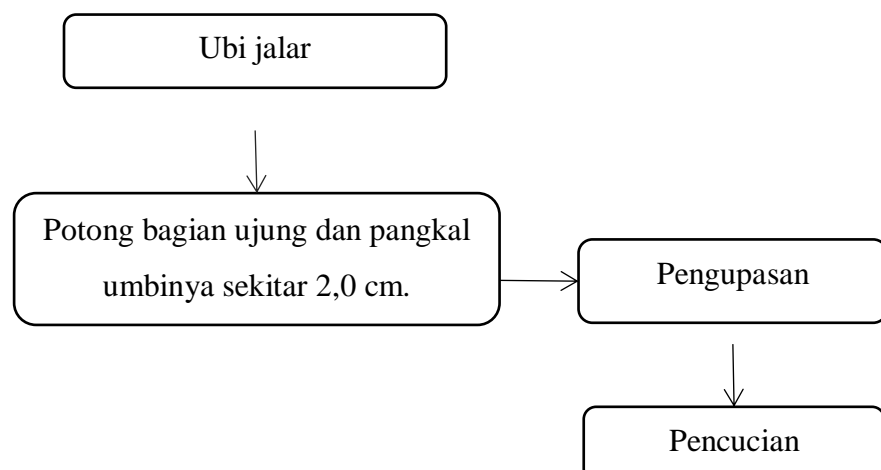 Ubi jalar
Potong bagian ujung dan pangkal
umbinya sekitar 2,0 cm.
Pengupasan
Pencucian